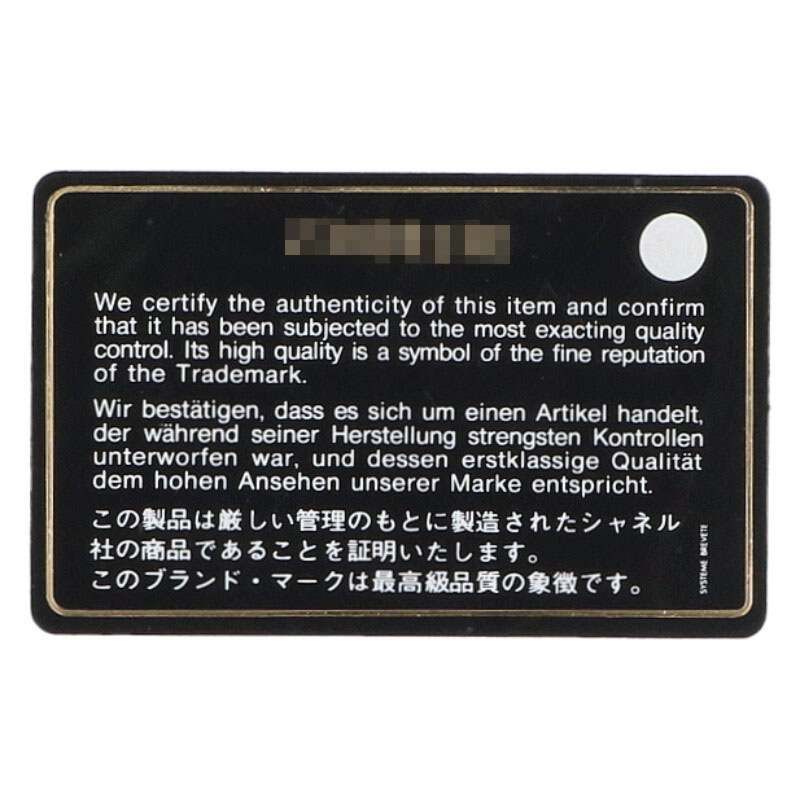 We certify the authenticity of this item and confirm
that it has been subjected to the most exacting quality
control. Its high quality is a symbol of the fine reputation
of the Trademark.
Wir bestätigen, dass es sich um einen Artikel handelt,
der während seiner Herstellung strengsten Kontrollen
unterworfen war, und dessen erstklassige Qualität
dem hohen Ansehen unserer Marke entspricht.
この製品は厳しい管理のもとに製造されたシャネル
社の商品であることを証明いたします。
このブランド・マークは最高級品質の象徴です。
SYSTEME BREVETE